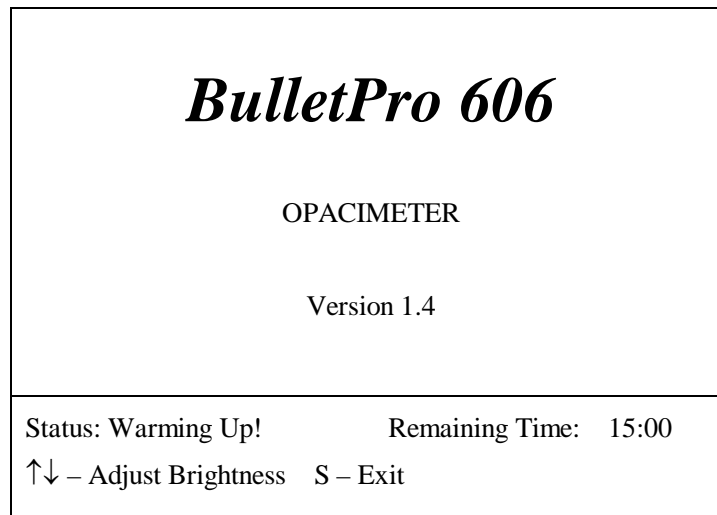 BulletPro 606
OPACIMETER
Version 1.4
Status: Warming Up! Remaining Time: 15:00
↑↓ – Adjust Brightness S – Exit